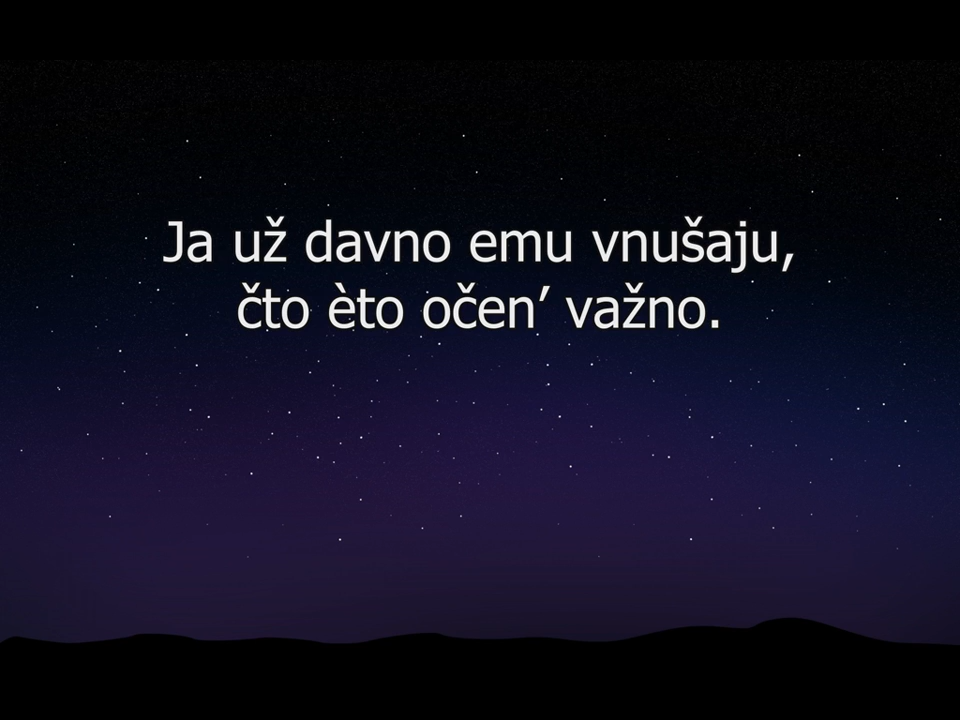 Ja už davno emu vnušaju,
čto èto očen’ važno.